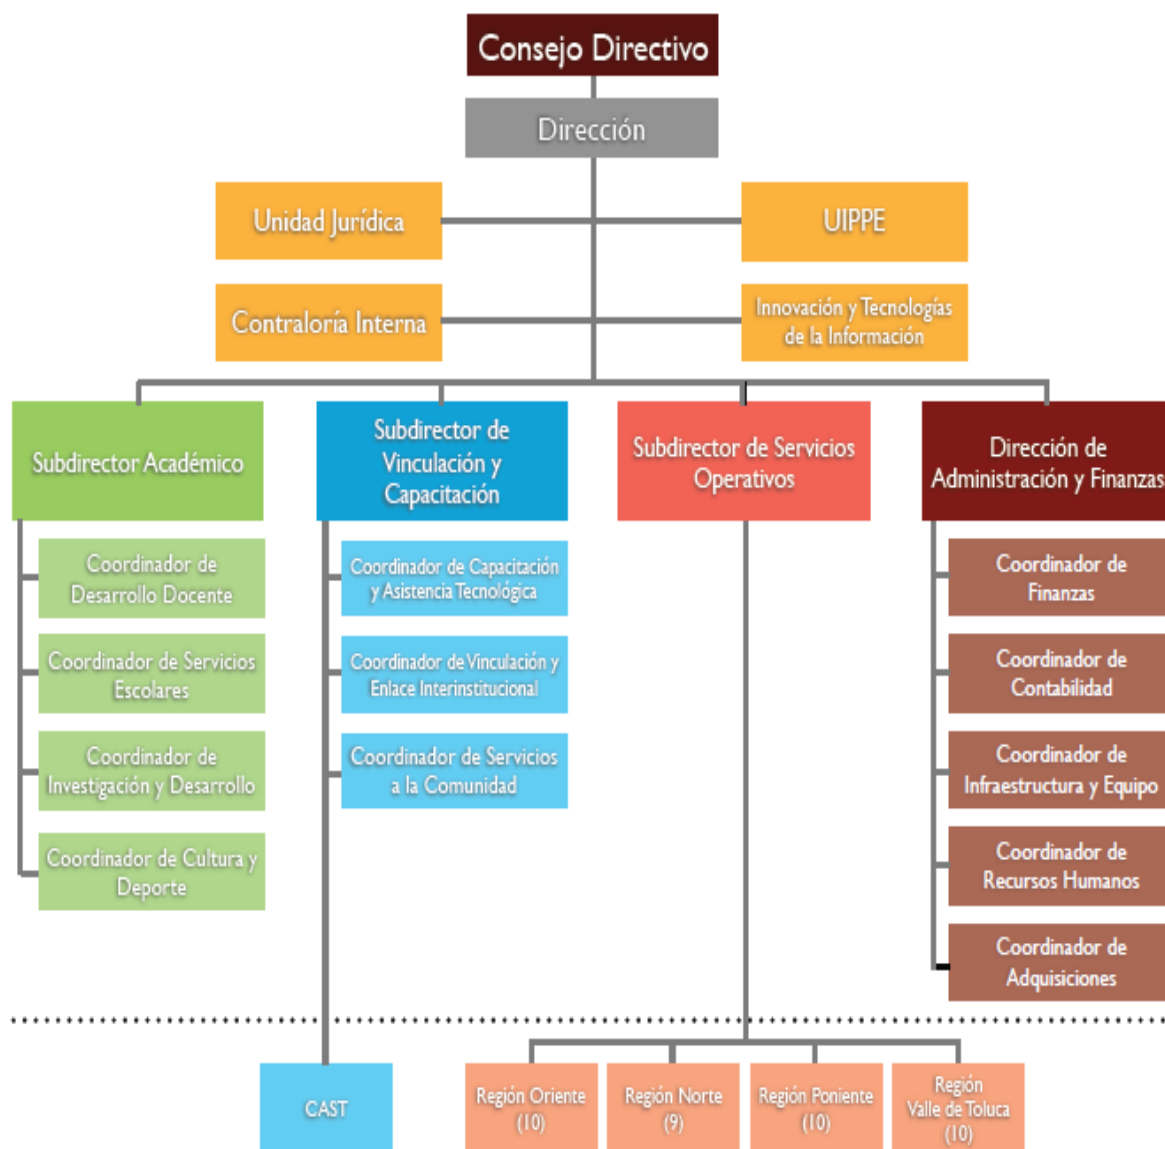 Consejo Directivo
Dirección
Unidad Jurídica
UIPPE
Contraloría Interna
Innovación y Tecnologías
de la Información
Subdirector Académico
Subdirector de
Vinculación y
Capacitación
Subdirector de Servicios
Operativos
Dirección de
Administración y Finanzas
Coordinador de
Desarrollo Docente
Coordinador de Servicios
Escolares
Coordinador de
Investigación y Desarrollo
Coordinador de Cultura y
Deporte
Coordinador de Capacitación
y Asistencia Tecnológica
Coordinador de Vinculación y
Enlace Interinstitucional
Coordinador de Servicios
a la Comunidad
Coordinador de
Finanzas
Coordinador de
Contabilidad
Coordinador de
Infraestructura y Equipo
Coordinador de
Recursos Humanos
Coordinador de
Adquisiciones
CAST
Región Oriente
(10)
Región Norte
(9)
Región Poniente
(10)
Región
Valle de Toluca
(10)